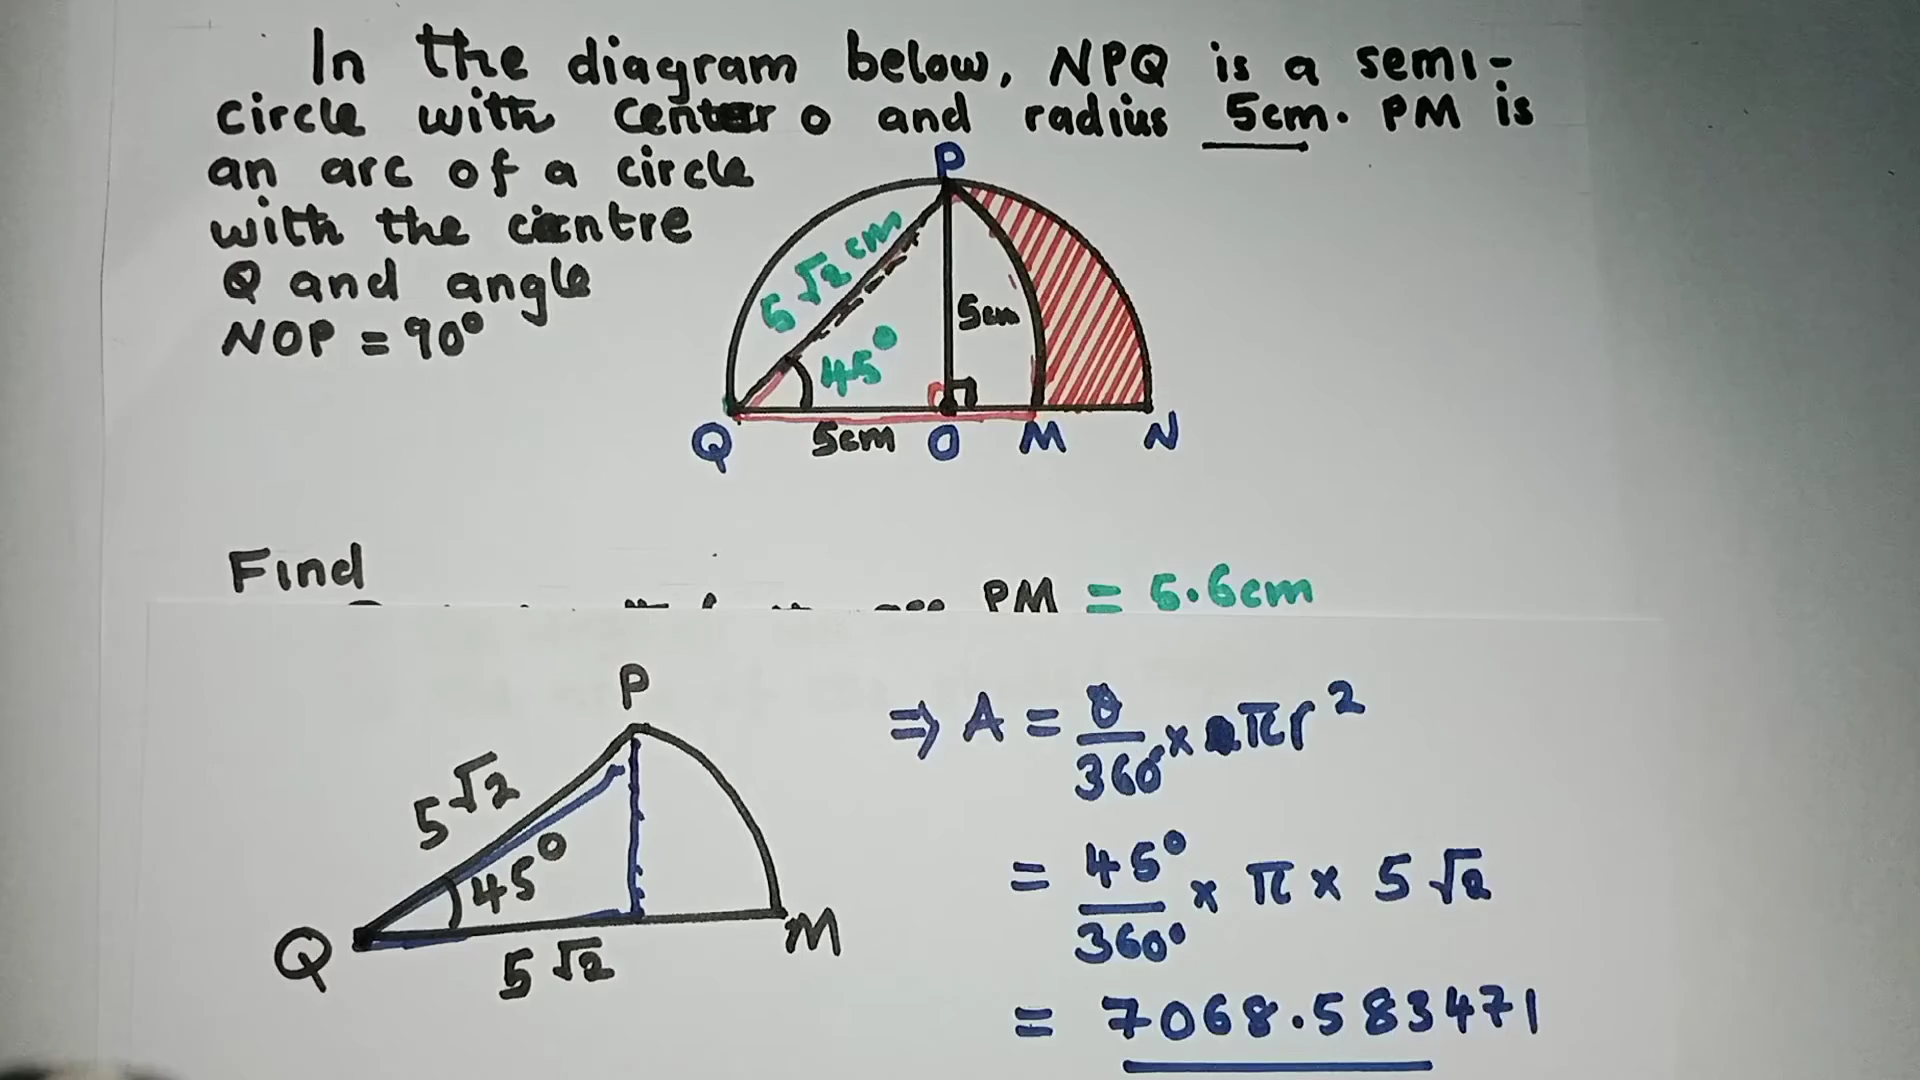 In the diagram below, NPQ is a semi-
circle with center O and radius 5cm. PM is
an arc of a circle
with the centre
Q and angle
NOP = 90°
P
5√2 cm
5cm
45°
Q 5cm O M N
Find
PM = 5.6cm
P
5√2
45°
Q 5√2 M
⇒ A = θ/360° × πr²
= 45°/360° × π × 5√2
= 7068.583471